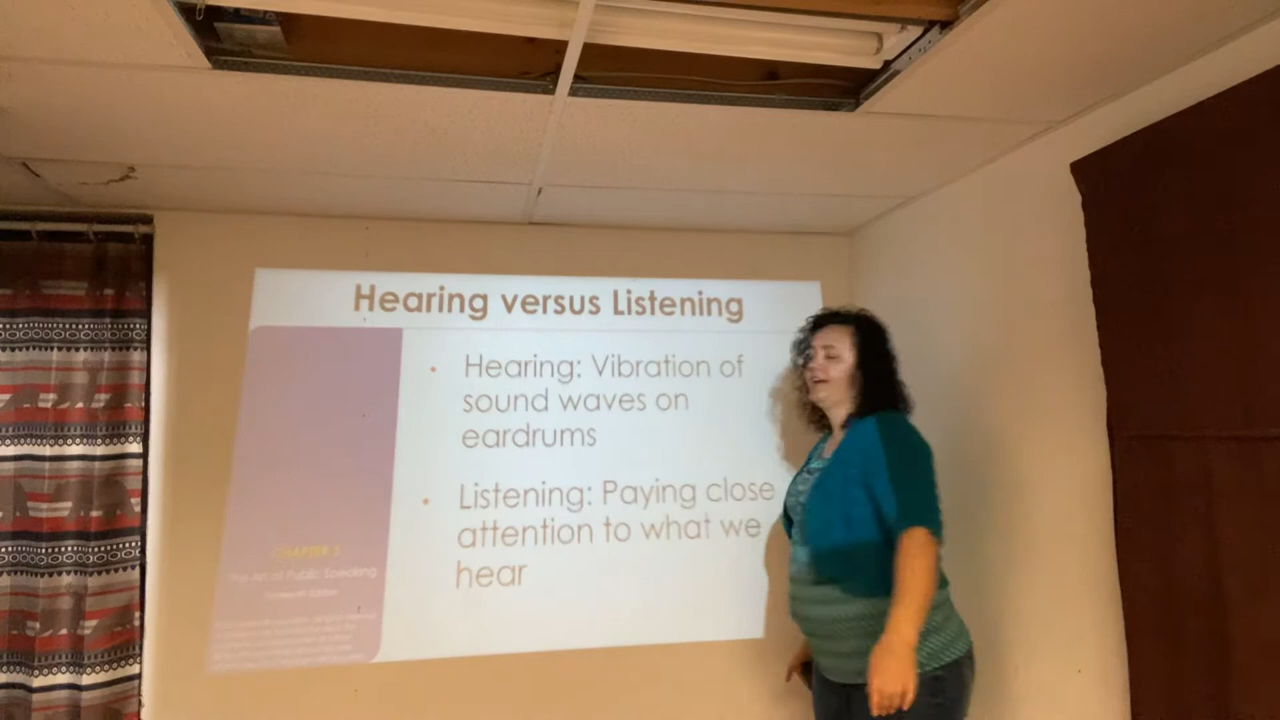 Hearing versus Listening
• Hearing: Vibration of
sound waves on
eardrums
• Listening: Paying close
attention to what we
hear
CHAPTER 3
The Art of Public Speaking